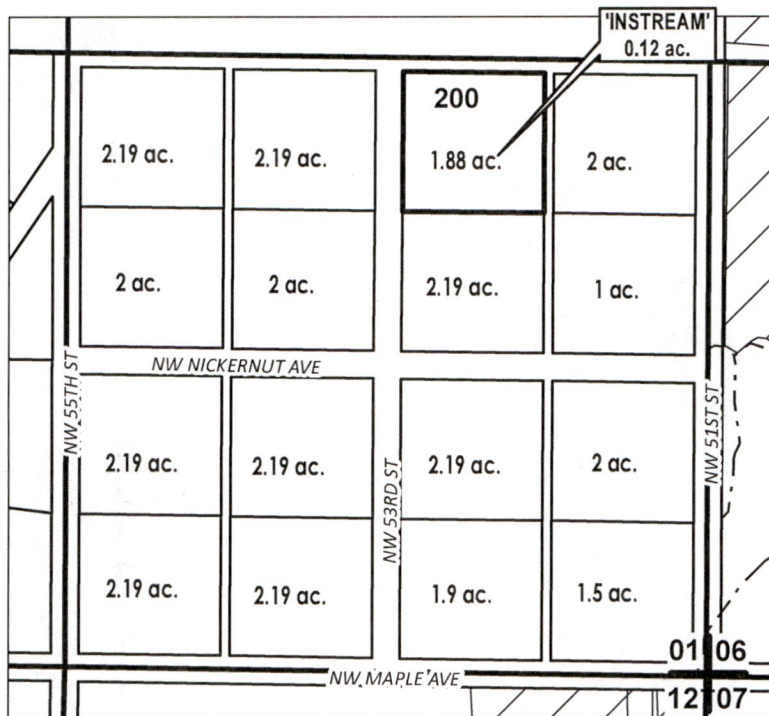 'INSTREAM'
0.12 ac.
200
2.19 ac.
2.19 ac.
1.88 ac.
2 ac.
2 ac.
2 ac.
2.19 ac.
1 ac.
NW NICKERNUT AVE
NW 55TH ST
NW 53RD ST
NW 51ST ST
2.19 ac.
2.19 ac.
2.19 ac.
2 ac.
2.19 ac.
2.19 ac.
1.9 ac.
1.5 ac.
01 06
NW MAPLE AVE
12 07